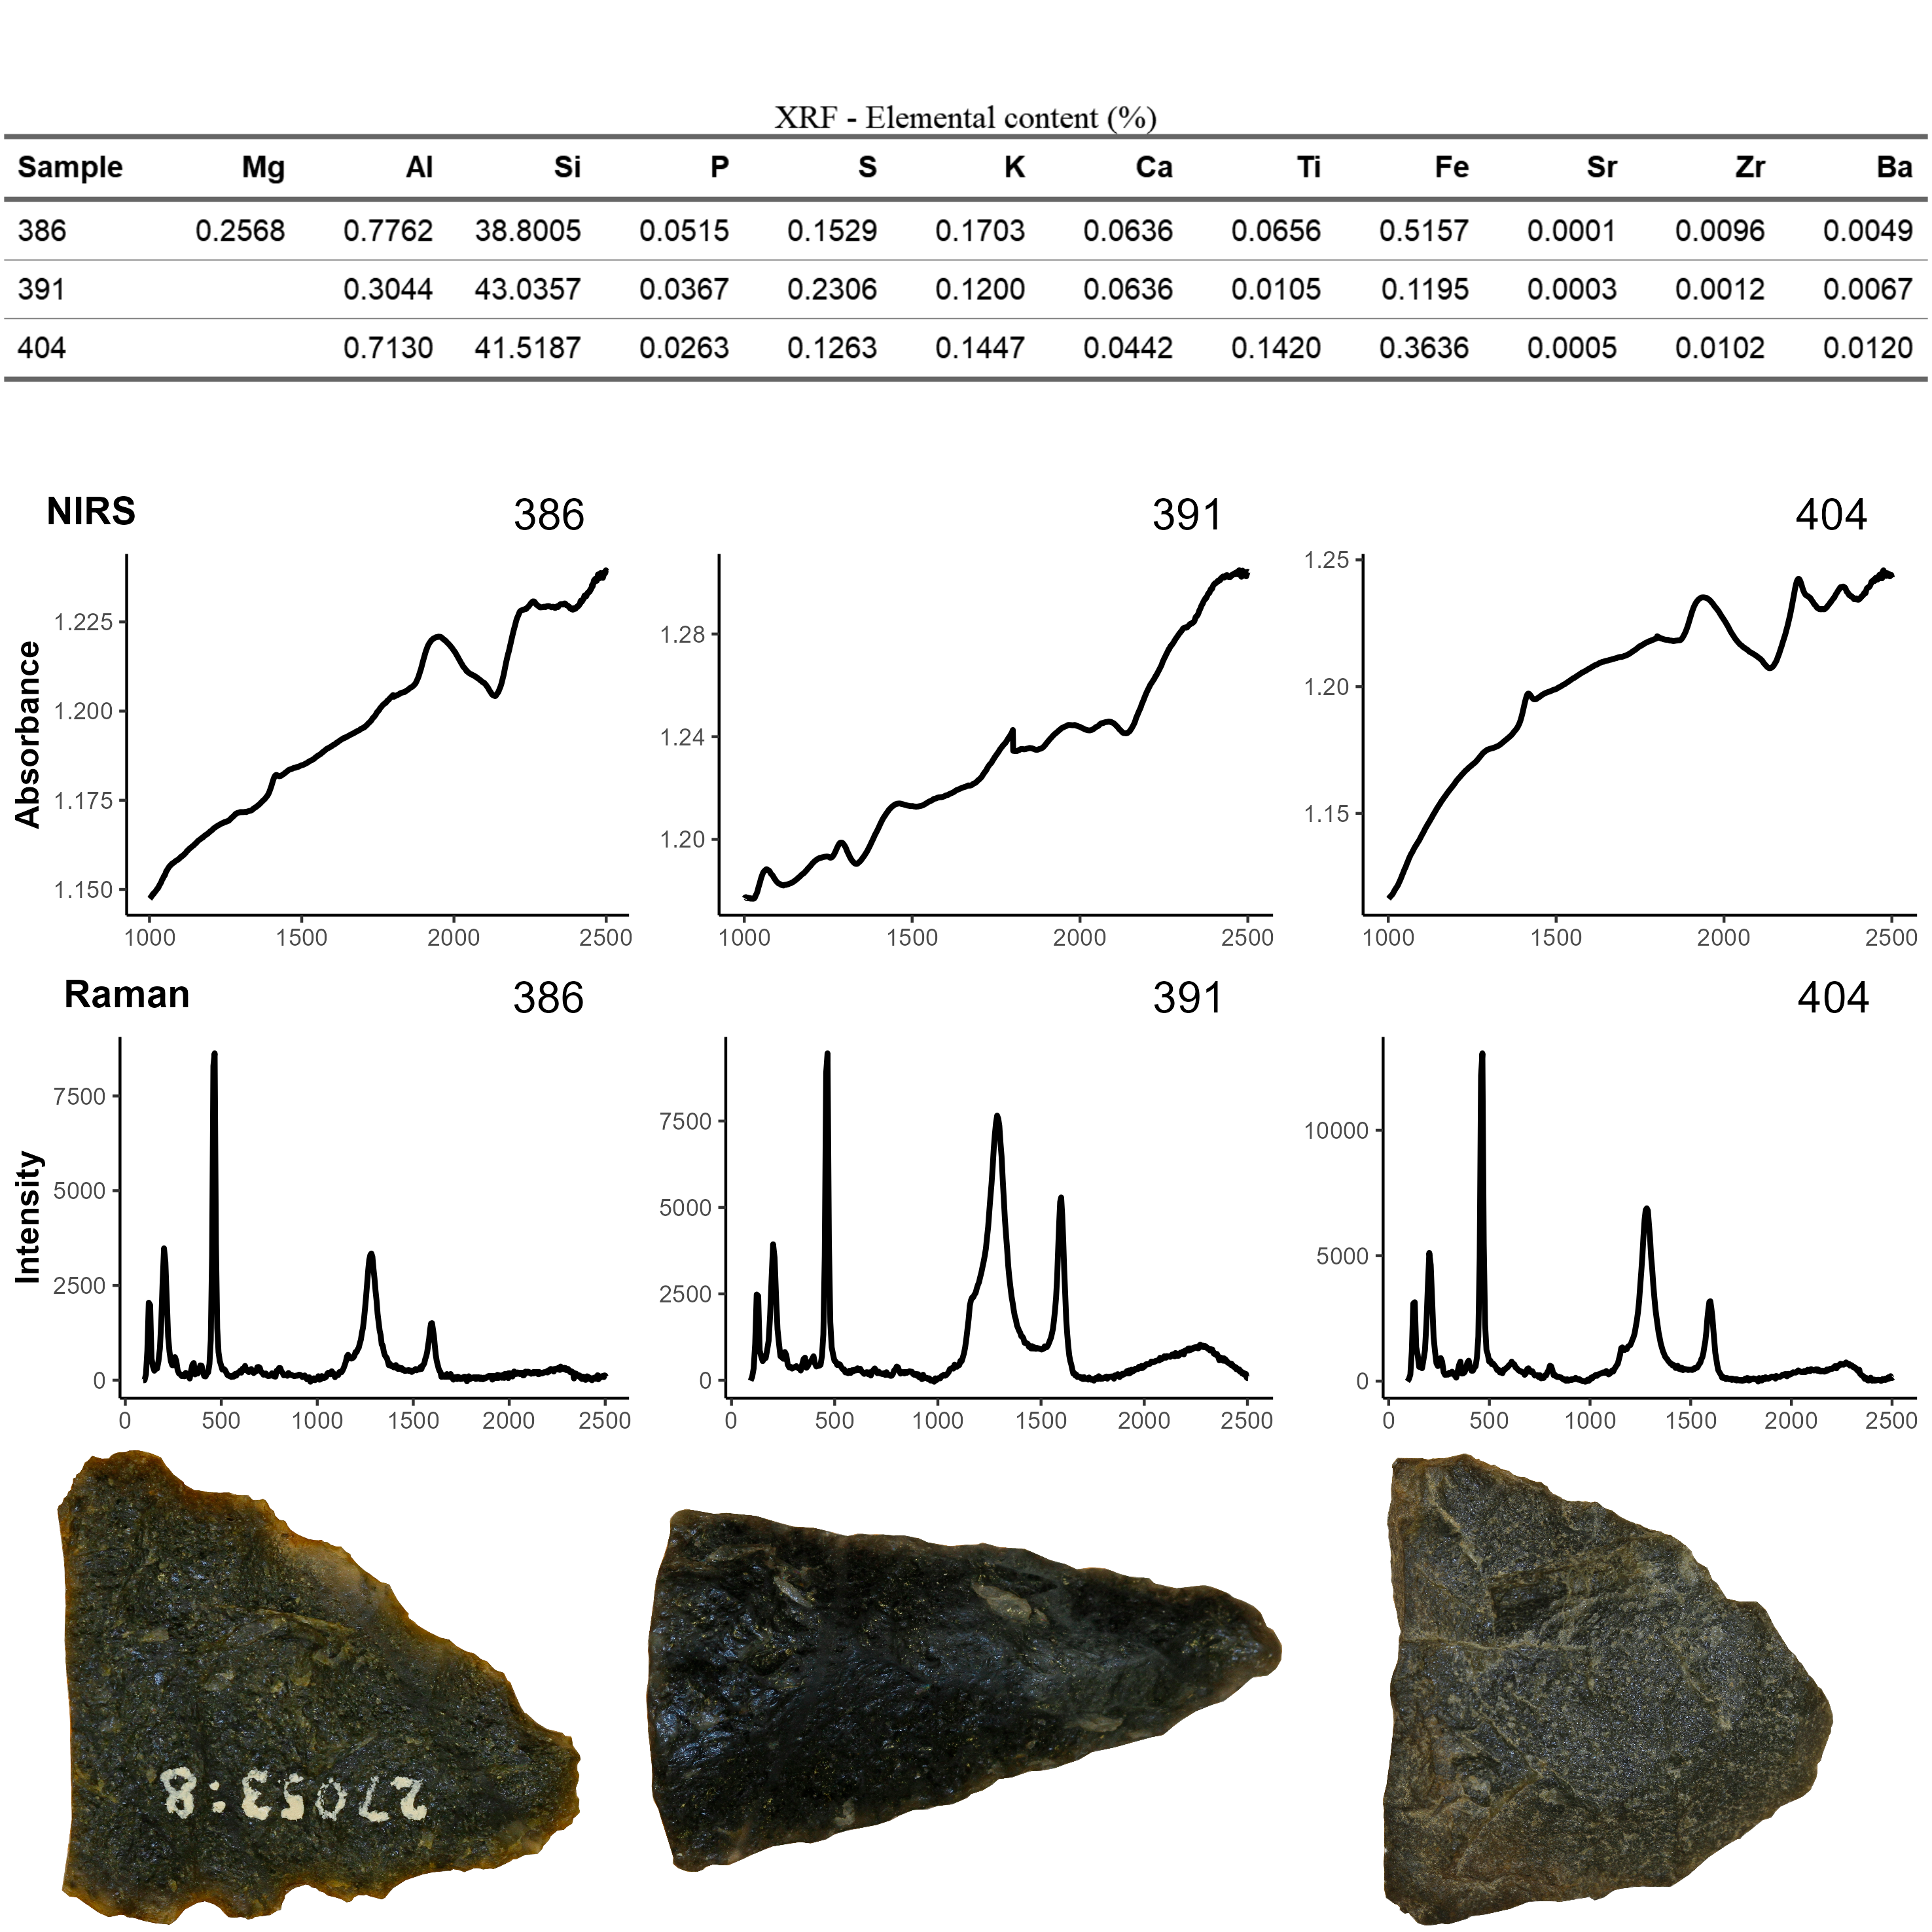 XRF - Elemental content (%)
Sample Mg Al Si P S K Ca Ti Fe Sr Zr Ba
386 0.2568 0.7762 38.8005 0.0515 0.1529 0.1703 0.0636 0.0656 0.5157 0.0001 0.0096 0.0049
391 0.3044 43.0357 0.0367 0.2306 0.1200 0.0636 0.0105 0.1195 0.0003 0.0012 0.0067
404 0.7130 41.5187 0.0263 0.1263 0.1447 0.0442 0.1420 0.3636 0.0005 0.0102 0.0120
NIRS 386 391 404
Absorbance
1.225
1.200
1.175
1.150
1000 1500 2000 2500
1.28
1.24
1.20
1000 1500 2000 2500
1.25
1.20
1.15
1000 1500 2000 2500
Raman 386 391 404
Intensity
7500
5000
2500
0
0 500 1000 1500 2000 2500
7500
5000
2500
0
0 500 1000 1500 2000 2500
10000
5000
0
0 500 1000 1500 2000 2500
27053:8